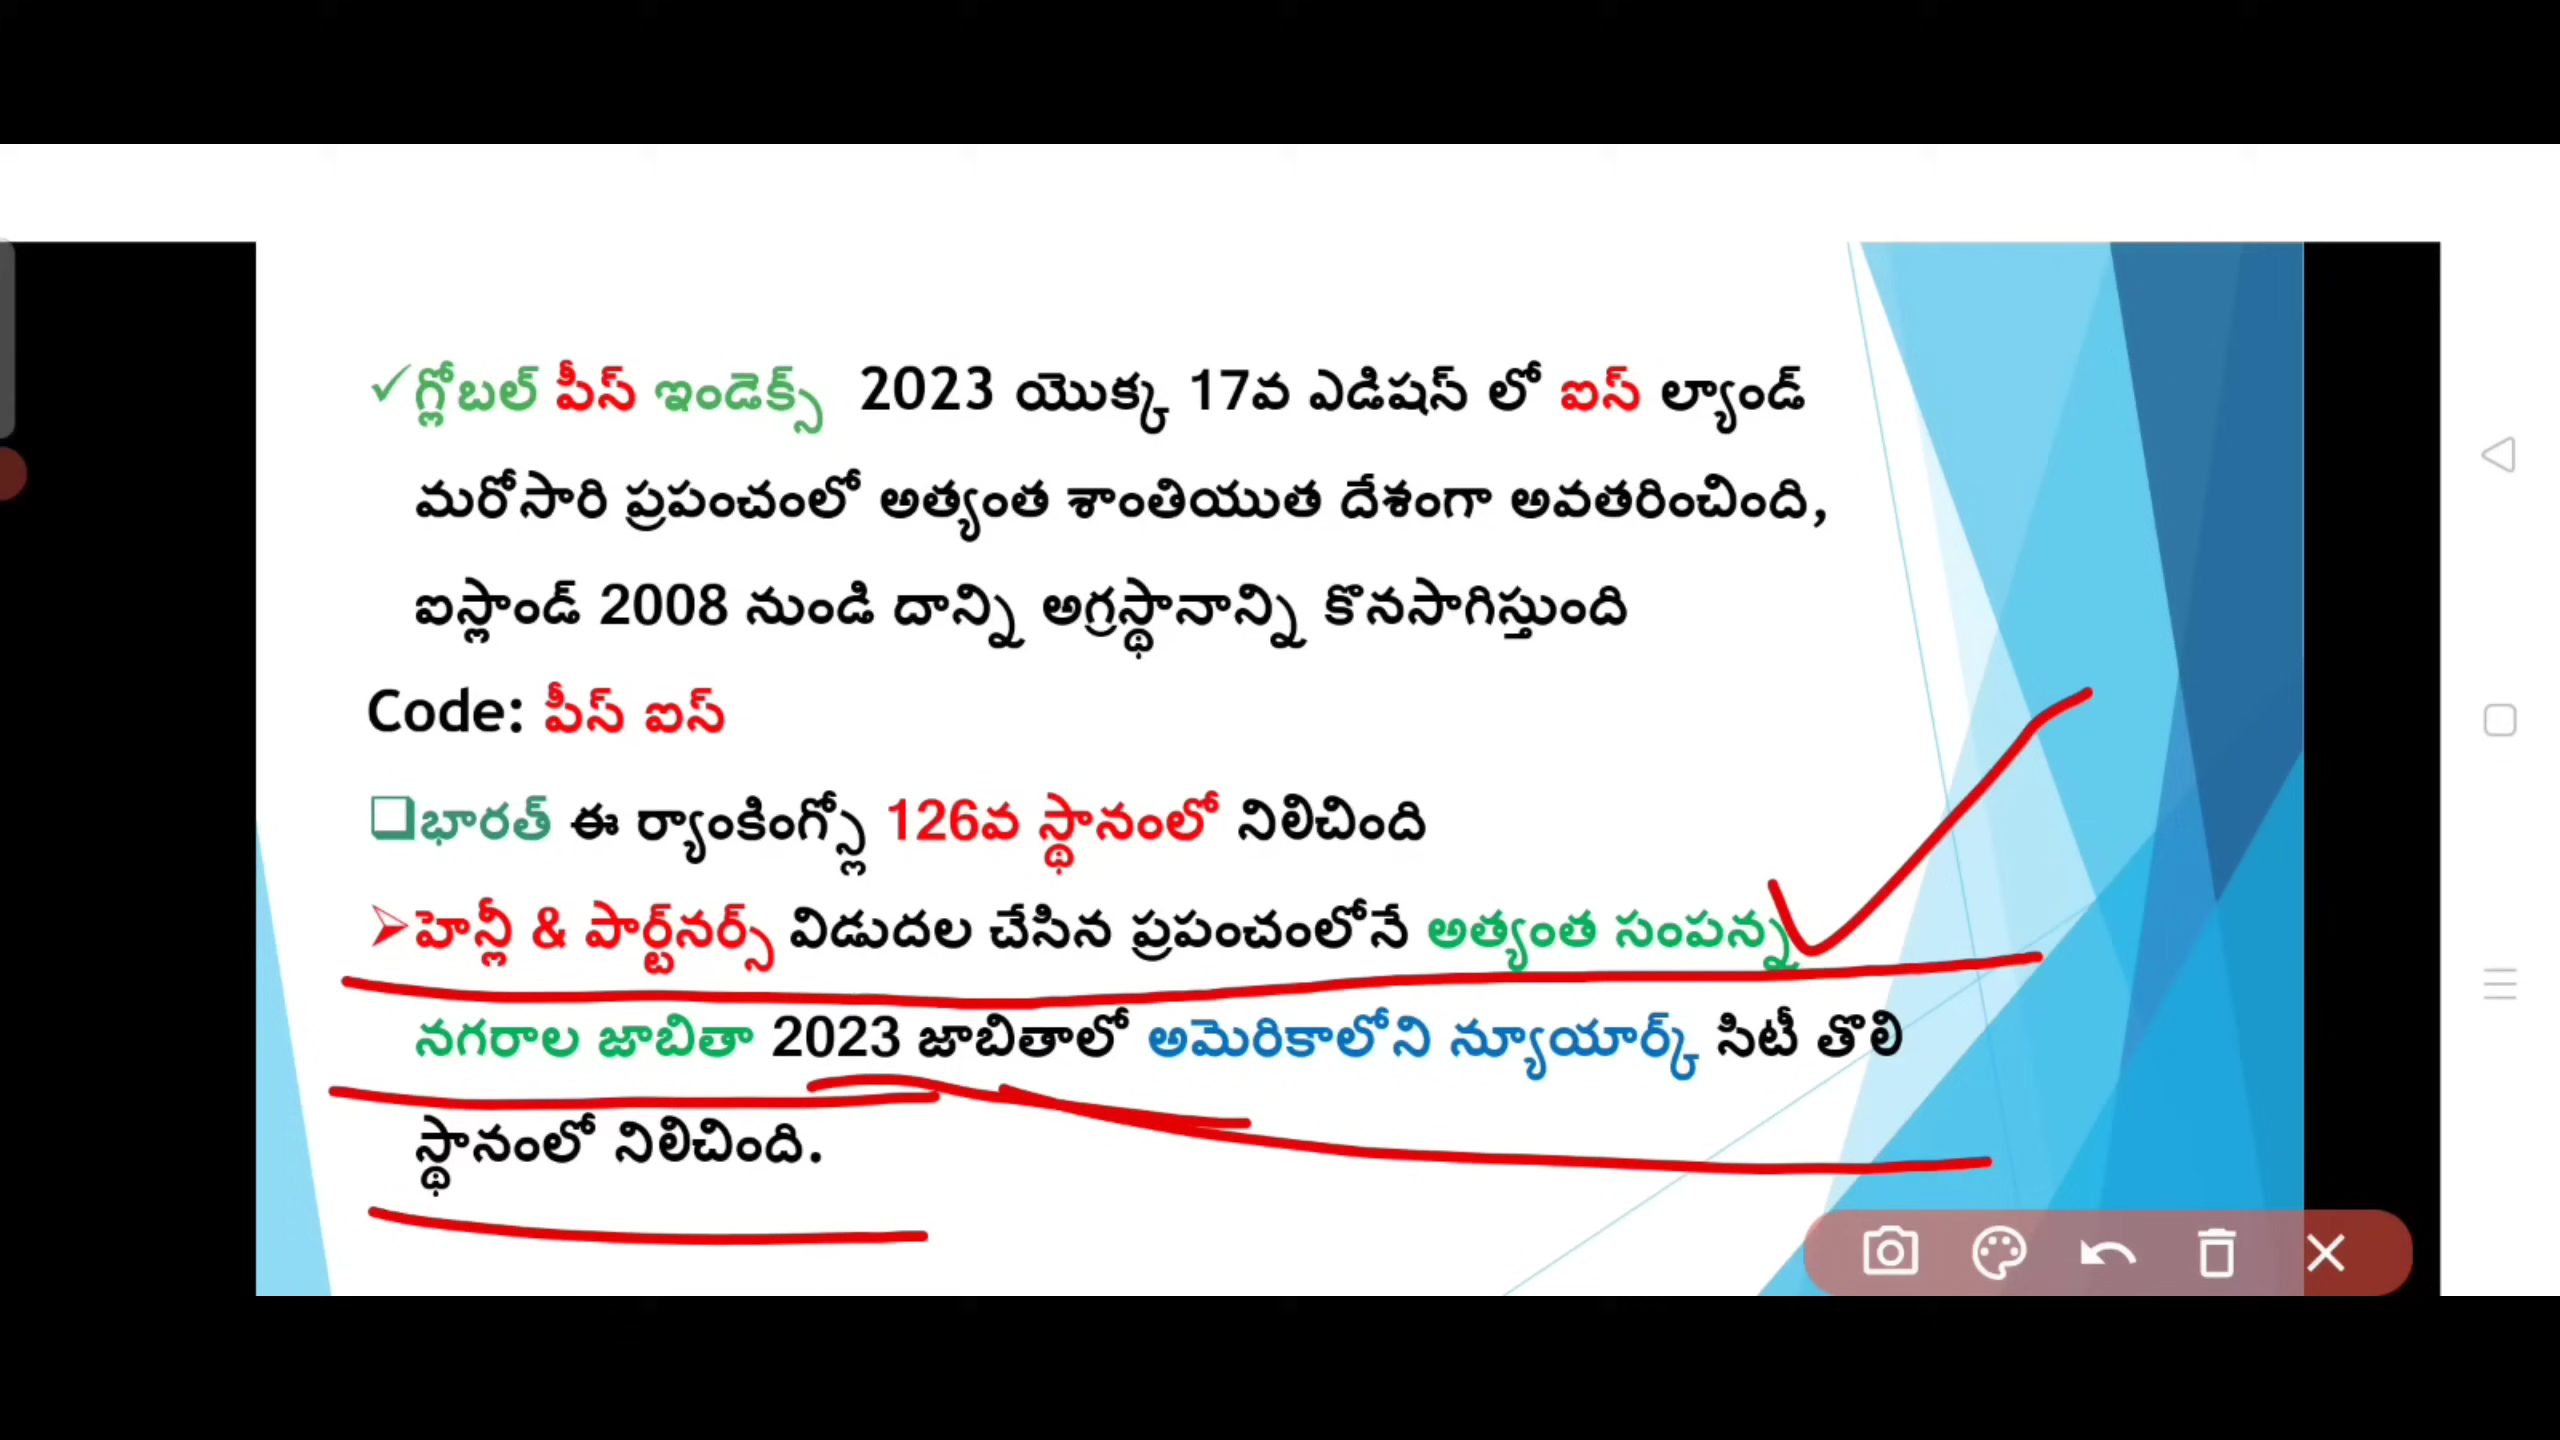 గ్లోబల్ పీస్ ఇండెక్స్ 2023 యొక్క 17వ ఎడిషన్ లో ఐస్ ల్యాండ్
మరోసారి ప్రపంచంలో అత్యంత శాంతియుత దేశంగా అవతరించింది,
ఐస్లాండ్ 2008 నుండి దాన్ని అగ్రస్థానాన్ని కొనసాగిస్తుంది
Code: పీస్ ఐస్
భారత్ ఈ ర్యాంకింగ్స్లో 126వ స్థానంలో నిలిచింది
హెన్లీ & పార్ట్‌నర్స్ విడుదల చేసిన ప్రపంచంలోనే అత్యంత సంపన్న
నగరాల జాబితా 2023 జాబితాలో అమెరికాలోని న్యూయార్క్ సిటీ తొలి
స్థానంలో నిలిచింది.